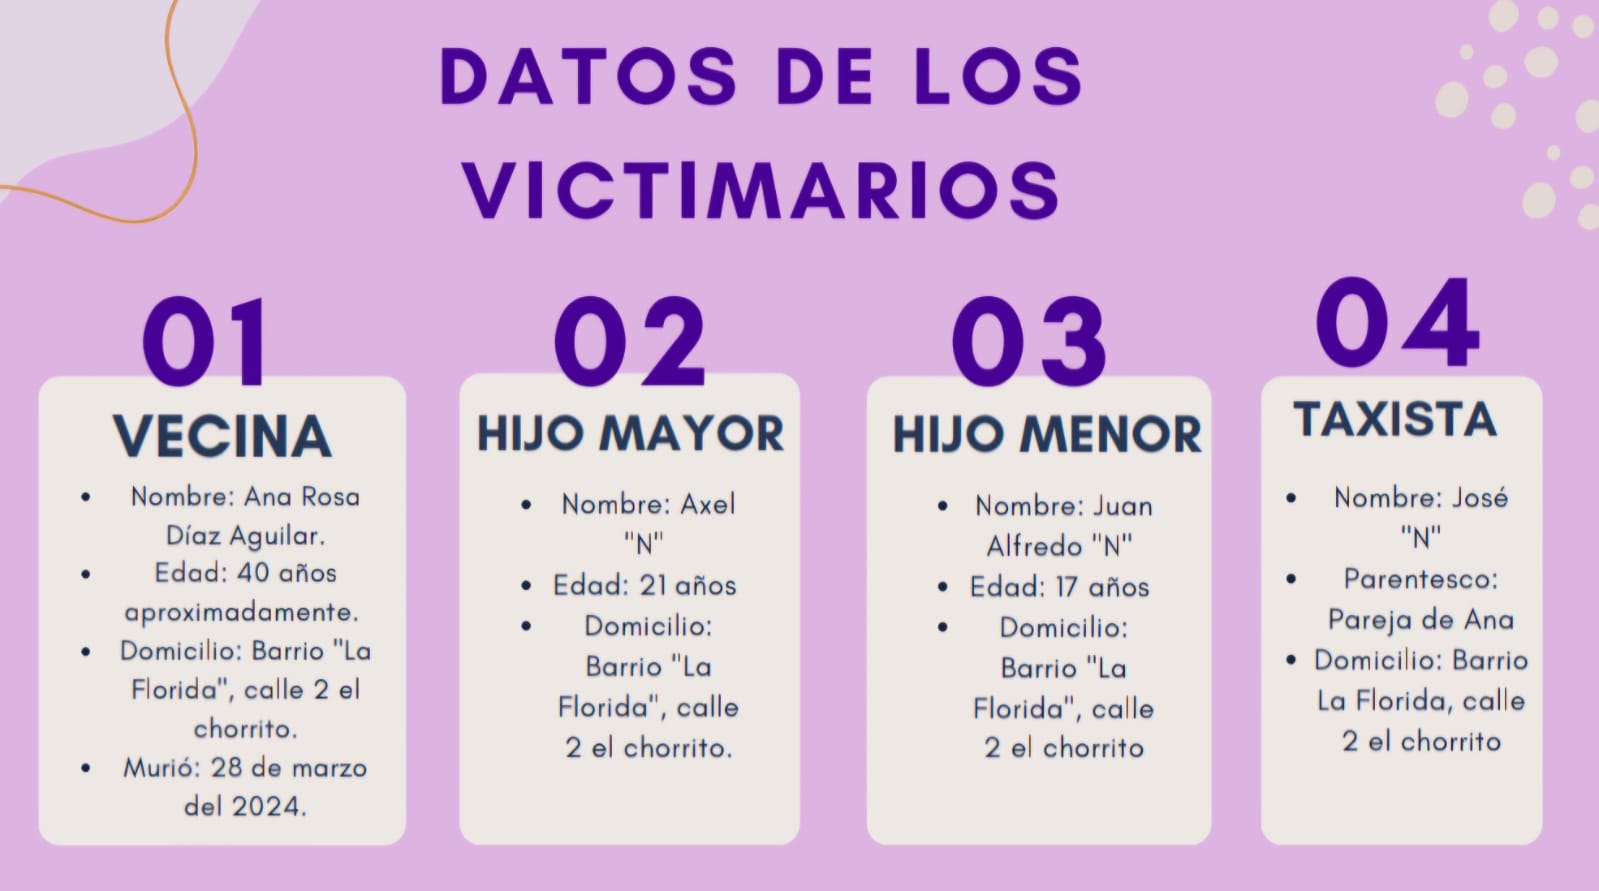 DATOS DE LOS
VICTIMARIOS
01
VECINA
• Nombre: Ana Rosa
Díaz Aguilar.
• Edad: 40 años
aproximadamente.
• Domicilio: Barrio "La
Florida", calle 2 el
chorrito.
• Murió: 28 de marzo
del 2024.
02
HIJO MAYOR
• Nombre: Axel
"N"
• Edad: 21 años
• Domicilio:
Barrio "La
Florida", calle
2 el chorrito.
03
HIJO MENOR
• Nombre: Juan
Alfredo "N"
• Edad: 17 años
• Domicilio:
Barrio "La
Florida", calle
2 el chorrito
04
TAXISTA
• Nombre: José
"N"
• Parentesco:
Pareja de Ana
• Domicilio: Barrio
La Florida, calle
2 el chorrito